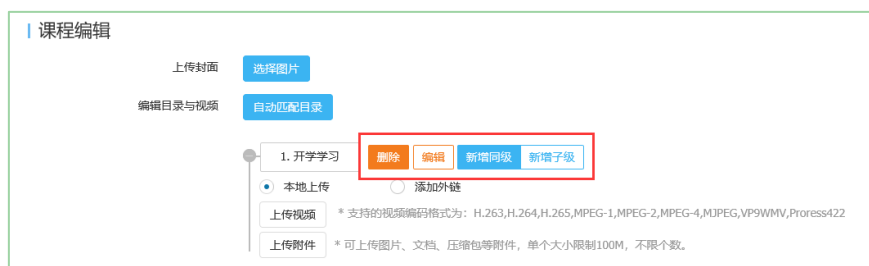 课程编辑
上传封面 选择图片
编辑目录与视频 自动匹配目录
1. 开学学习 删除 编辑 新增同级 新增子级
本地上传 添加外链
上传视频 * 支持的视频编码格式为：H.263,H.264,H.265,MPEG-1,MPEG-2,MPEG-4,MJPEG,VP9WMV,Proress422
上传附件 * 可上传图片、文档、压缩包等附件，单个大小限制100M，不限个数。